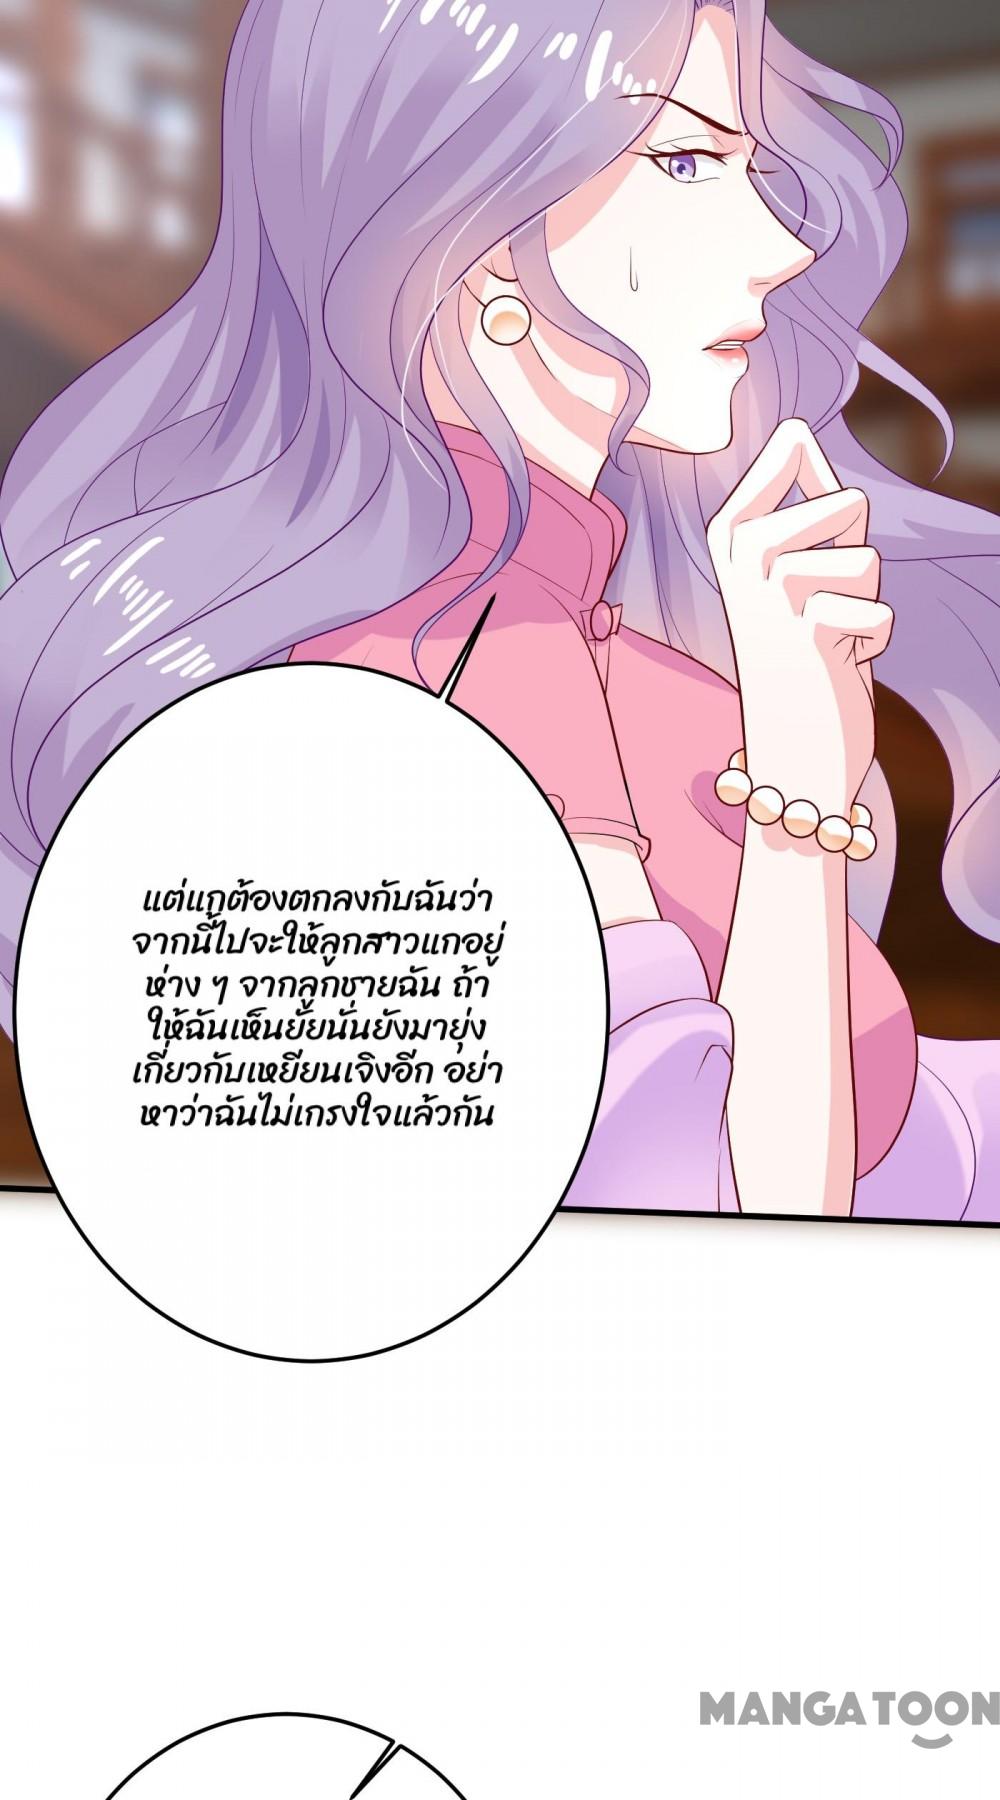 แต่แกต้องตกลงกับฉันว่า
จากนี้ไปจะให้ลูกสาวแกอยู่
ห่าง ๆ จากลูกชายฉัน ถ้า
ให้ฉันเห็นยัยนั่นยังมายุ่ง
เกี่ยวกับเหยียนเจิงอีก อย่า
หาว่าฉันไม่เกรงใจแล้วกัน
MANGATOON